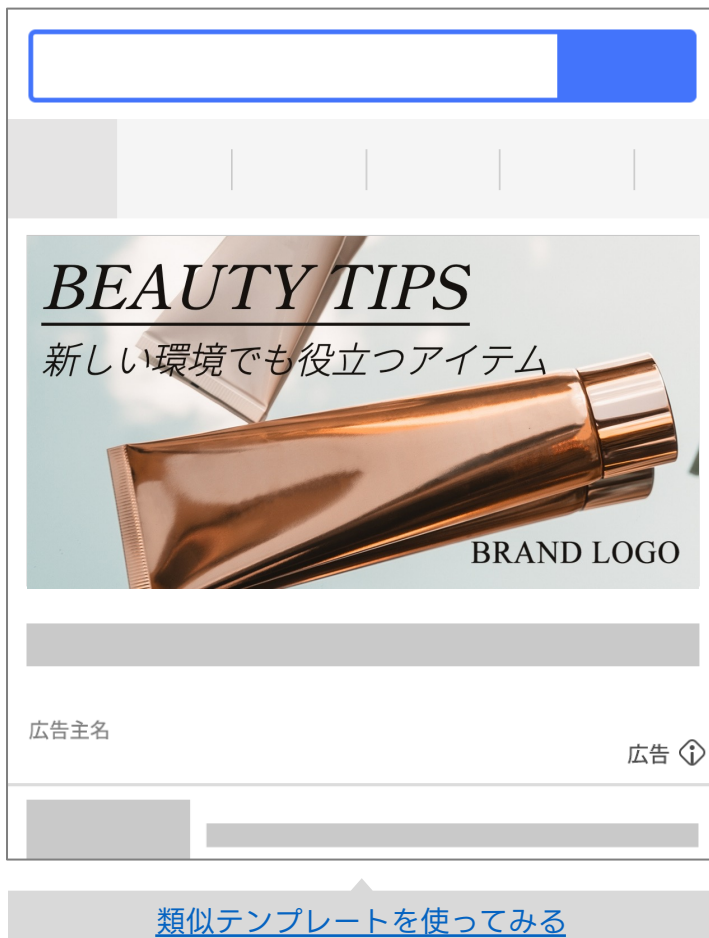 BEAUTY TIPS
新しい環境でも役立つアイテム
BRAND LOGO
広告主名
広告
類似テンプレートを使ってみる